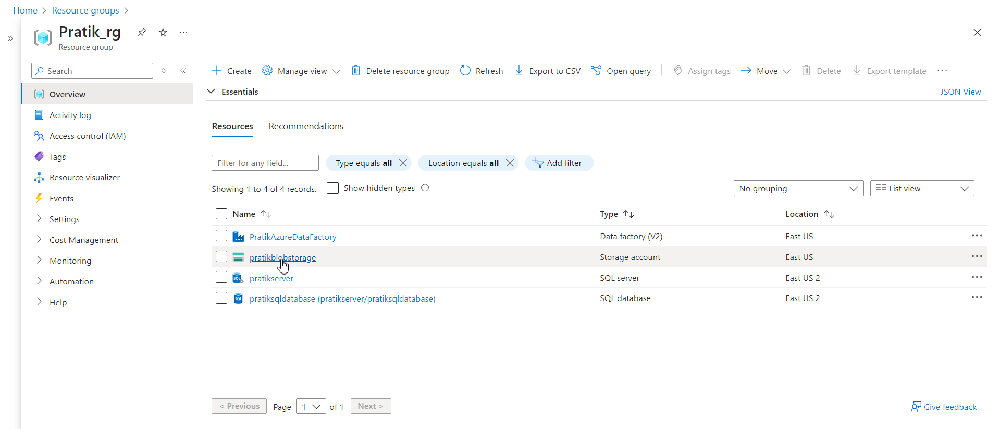 Home > Resource groups >
Pratik_rg
Resource group
Search
Overview
Activity log
Access control (IAM)
Tags
Resource visualizer
Events
Settings
Cost Management
Monitoring
Automation
Help
Create Manage view Delete resource group Refresh Export to CSV Open query Assign tags Move Delete Export template
Essentials JSON View
Resources Recommendations
Filter for any field... Type equals all Location equals all Add filter
Showing 1 to 4 of 4 records. Show hidden types No grouping List view
Name Type Location
PratikAzureDataFactory Data factory (V2) East US
pratikblobstorage Storage account East US
SQL pratikserver SQL server East US 2
SQL pratiksqldatabase (pratikserver/pratiksqldatabase) SQL database East US 2
< Previous Page 1 of 1 Next > Give feedback